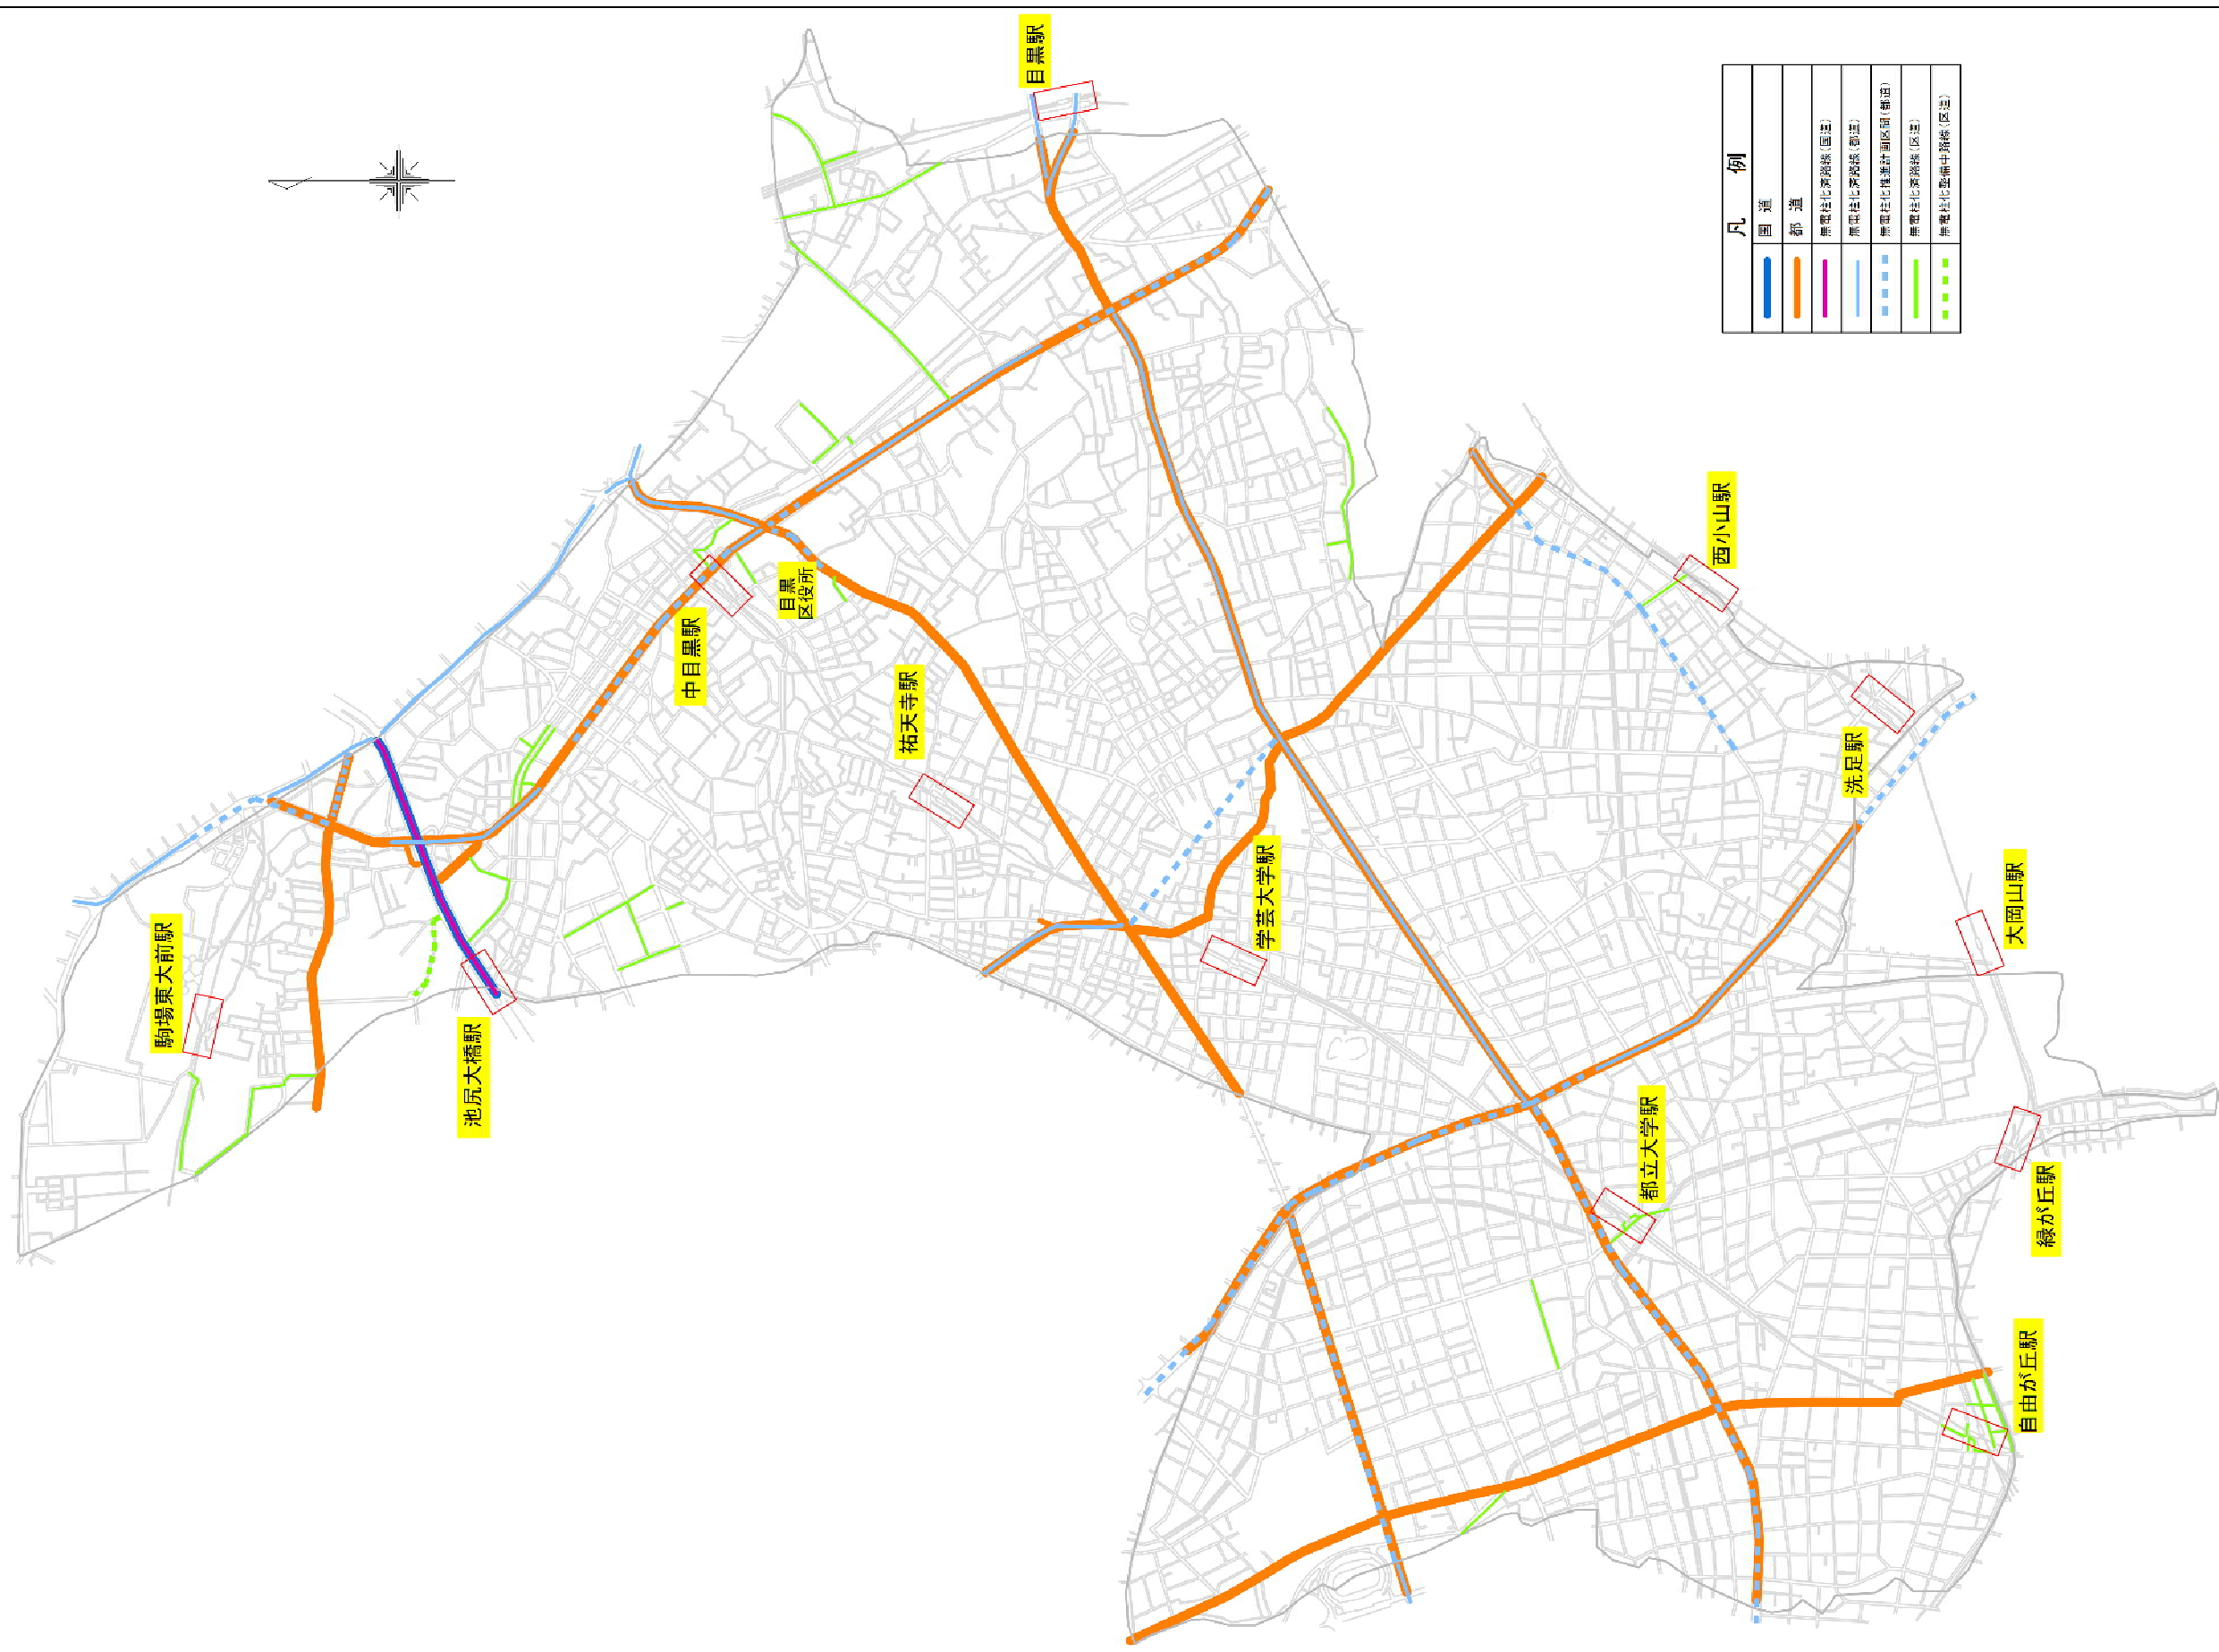 凡　例
国　道
都　道
無電柱化済路線(国道)
無電柱化済路線(都道)
無電柱化推進計画区間(都道)
無電柱化済路線(区道)
無電柱化整備中路線(区道)
駒場東大前駅
池尻大橋駅
中目黒駅
目黒
区役所
祐天寺駅
目黒駅
学芸大学駅
西小山駅
洗足駅
都立大学駅
大岡山駅
緑が丘駅
自由が丘駅